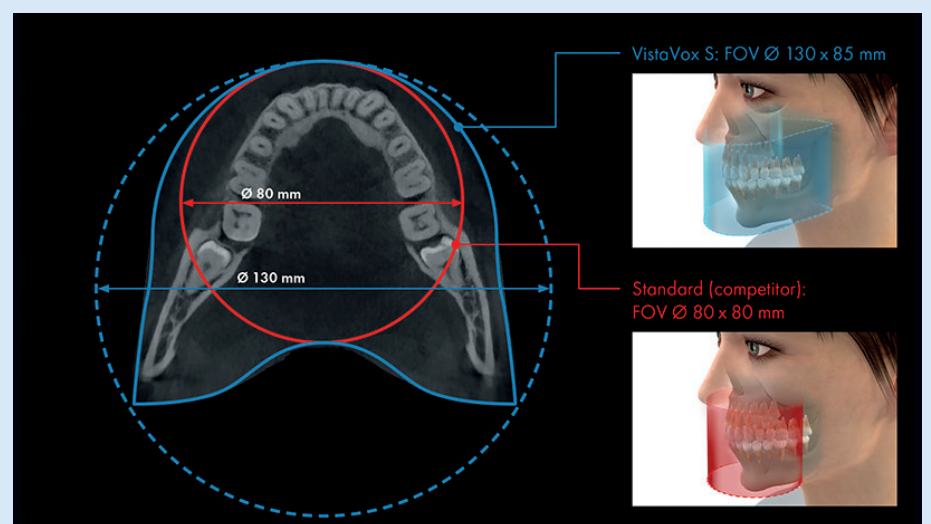 VistaVox S: FOV Ø 130 x 85 mm
Ø 80 mm
Ø 130 mm
Standard (competitor):
FOV Ø 80 x 80 mm